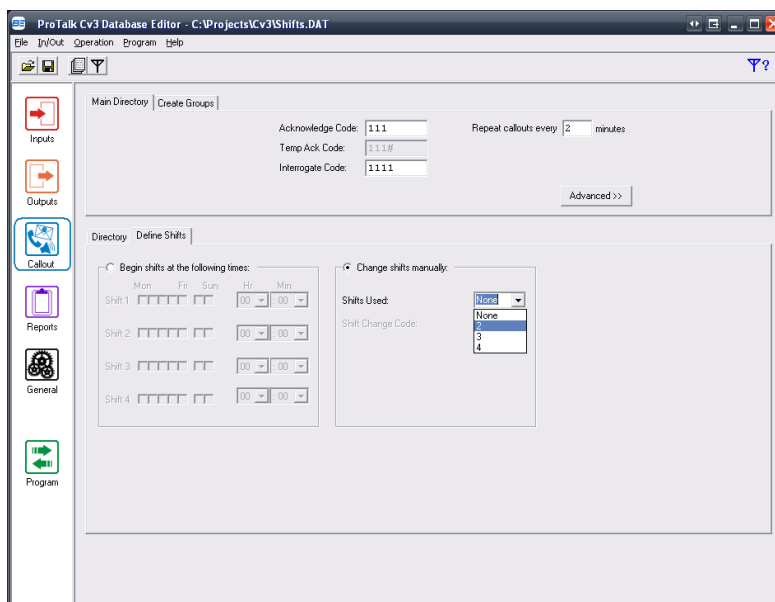 ProTalk Cv3 Database Editor - C:\Projects\Cv3\Shifts.DAT
File In/Out Operation Program Help
?
Inputs
Outputs
Callout
Reports
General
Program
Main Directory Create Groups
Acknowledge Code: 111 Repeat callouts every 2 minutes
Temp Ack Code: 111#
Interrogate Code: 1111
Advanced >>
Directory Define Shifts
Begin shifts at the following times:
Mon Fri Sun Hr Min
Shift 1 00 : 00
Shift 2 00 : 00
Shift 3 00 : 00
Shift 4 00 : 00
Change shifts manually:
Shifts Used: None
Shift Change Code:
None
2
3
4